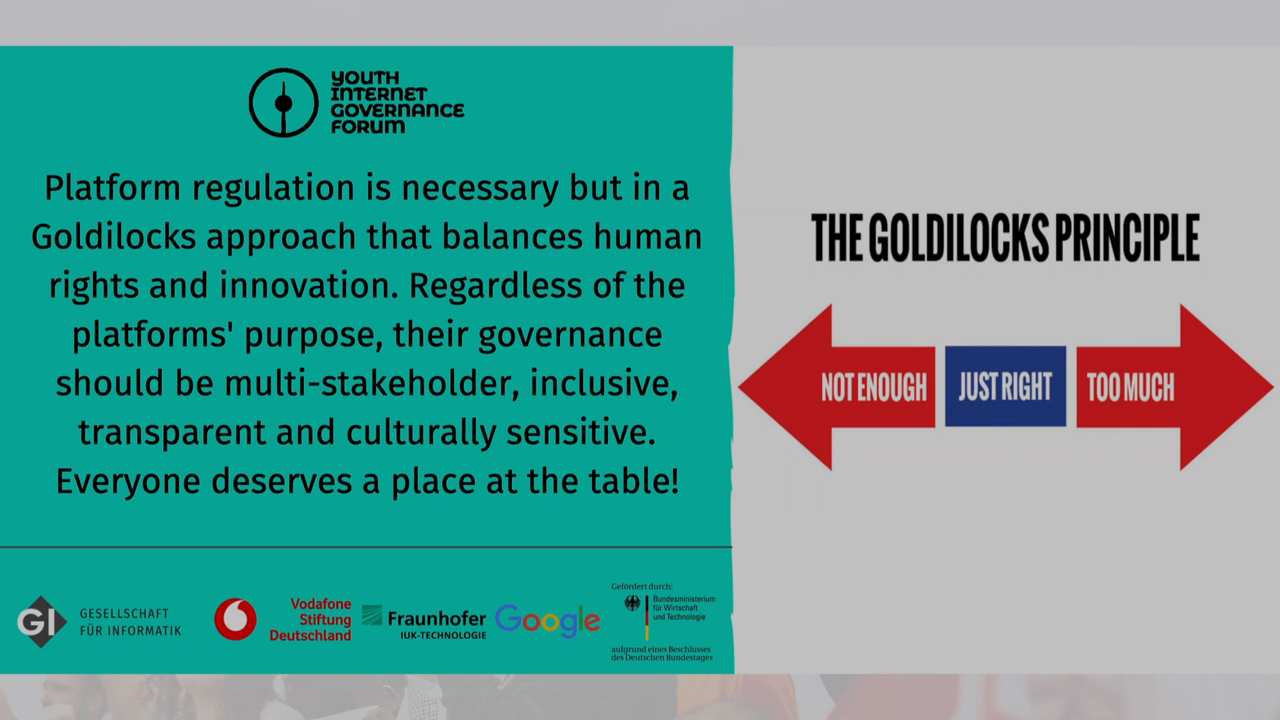 YOUTH
INTERNET
GOVERNANCE
FORUM
Platform regulation is necessary but in a
Goldilocks approach that balances human
rights and innovation. Regardless of the
platforms' purpose, their governance
should be multi-stakeholder, inclusive,
transparent and culturally sensitive.
Everyone deserves a place at the table!
GI
GESELLSCHAFT
FÜR INFORMATIK
Vodafone
Stiftung
Deutschland
Fraunhofer
IUK-TECHNOLOGIE
Google
Gefördert durch:
Bundesministerium
für Wirtschaft
und Technologie
aufgrund eines Beschlusses
des Deutschen Bundestages
THE GOLDILOCKS PRINCIPLE
NOT ENOUGH
JUST RIGHT
TOO MUCH